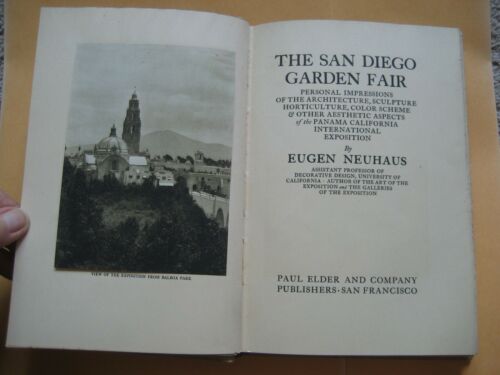 VIEW OF THE EXPOSITION FROM BALBOA PARK
THE SAN DIEGO
GARDEN FAIR
PERSONAL IMPRESSIONS
OF THE ARCHITECTURE, SCULPTURE
HORTICULTURE, COLOR SCHEME
& OTHER AESTHETIC ASPECTS
of the PANAMA CALIFORNIA
INTERNATIONAL
EXPOSITION
By
EUGEN NEUHAUS
ASSISTANT PROFESSOR OF
DECORATIVE DESIGN, UNIVERSITY OF
CALIFORNIA · AUTHOR OF THE ART OF THE
EXPOSITION and THE GALLERIES
OF THE EXPOSITION
PAUL ELDER AND COMPANY
PUBLISHERS · SAN FRANCISCO